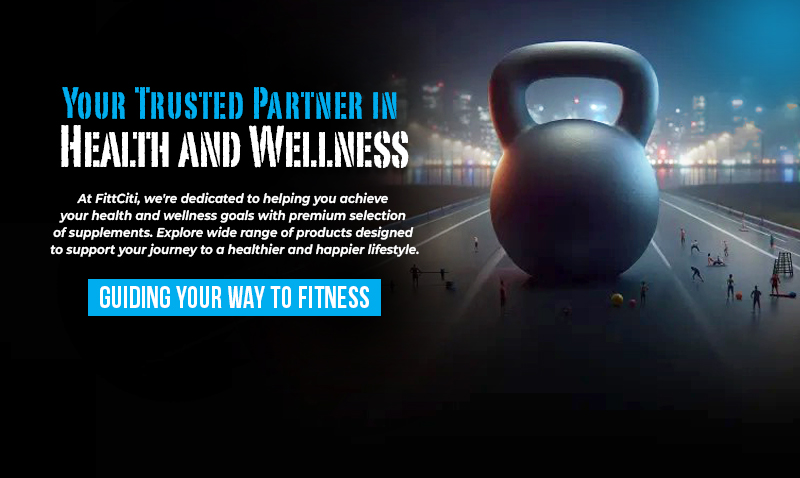 Your Trusted Partner in
Health and Wellness
At FittCiti, we're dedicated to helping you achieve
your health and wellness goals with premium selection
of supplements. Explore wide range of products designed
to support your journey to a healthier and happier lifestyle.
GUIDING YOUR WAY TO FITNESS